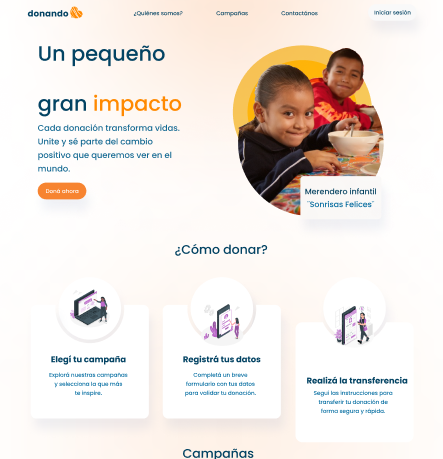 donando
¿Quiénes somos?
Campañas
Contactános
Iniciar sesión
Un pequeño
gran impacto
Cada donación transforma vidas.
Unite y sé parte del cambio
positivo que queremos ver en el
mundo.
Doná ahora
Merendero infantil
"Sonrisas Felices"
¿Cómo donar?
Elegí tu campaña
Explorá nuestras campañas
y selecciona la que más
te inspire.
Registrá tus datos
Completá un breve
formulario con tus datos
para validar tu donación.
Realizá la transferencia
Seguí las instrucciones para
transferir tu donación de
forma segura y rápida.
Campañas